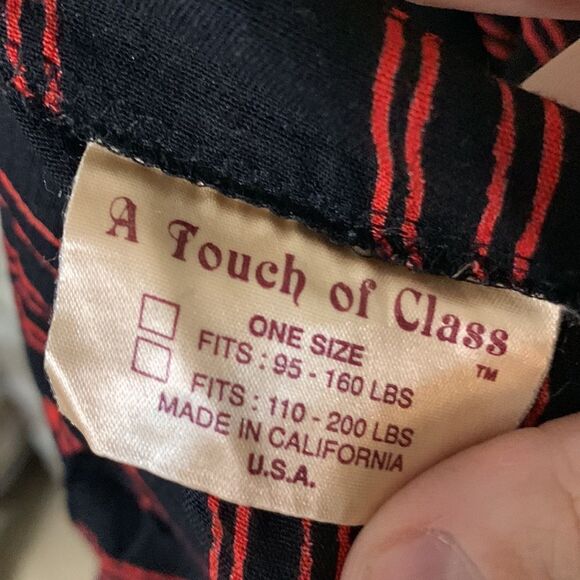 A Touch of Class
™
ONE SIZE
FITS : 95 - 160 LBS
FITS : 110 - 200 LBS
MADE IN CALIFORNIA
U.S.A.